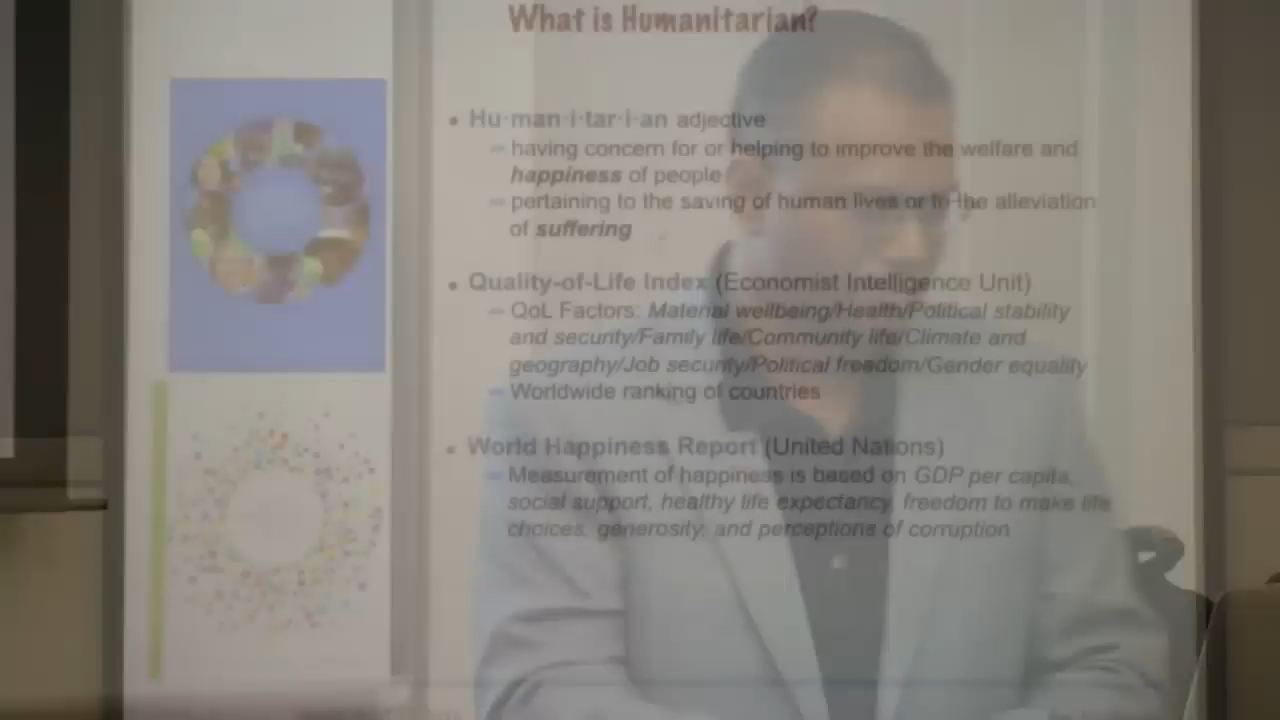 What is Humanitarian?
• Hu·man·i·tar·i·an adjective
– having concern for or helping to improve the welfare and
happiness of people
– pertaining to the saving of human lives or to the alleviation
of suffering
• Quality-of-Life Index (Economist Intelligence Unit)
– QoL Factors: Material wellbeing/Health/Political stability
and security/Family life/Community life/Climate and
geography/Job security/Political freedom/Gender equality
– Worldwide ranking of countries
• World Happiness Report (United Nations)
– Measurement of happiness is based on GDP per capita,
social support, healthy life expectancy, freedom to make life
choices, generosity, and perceptions of corruption